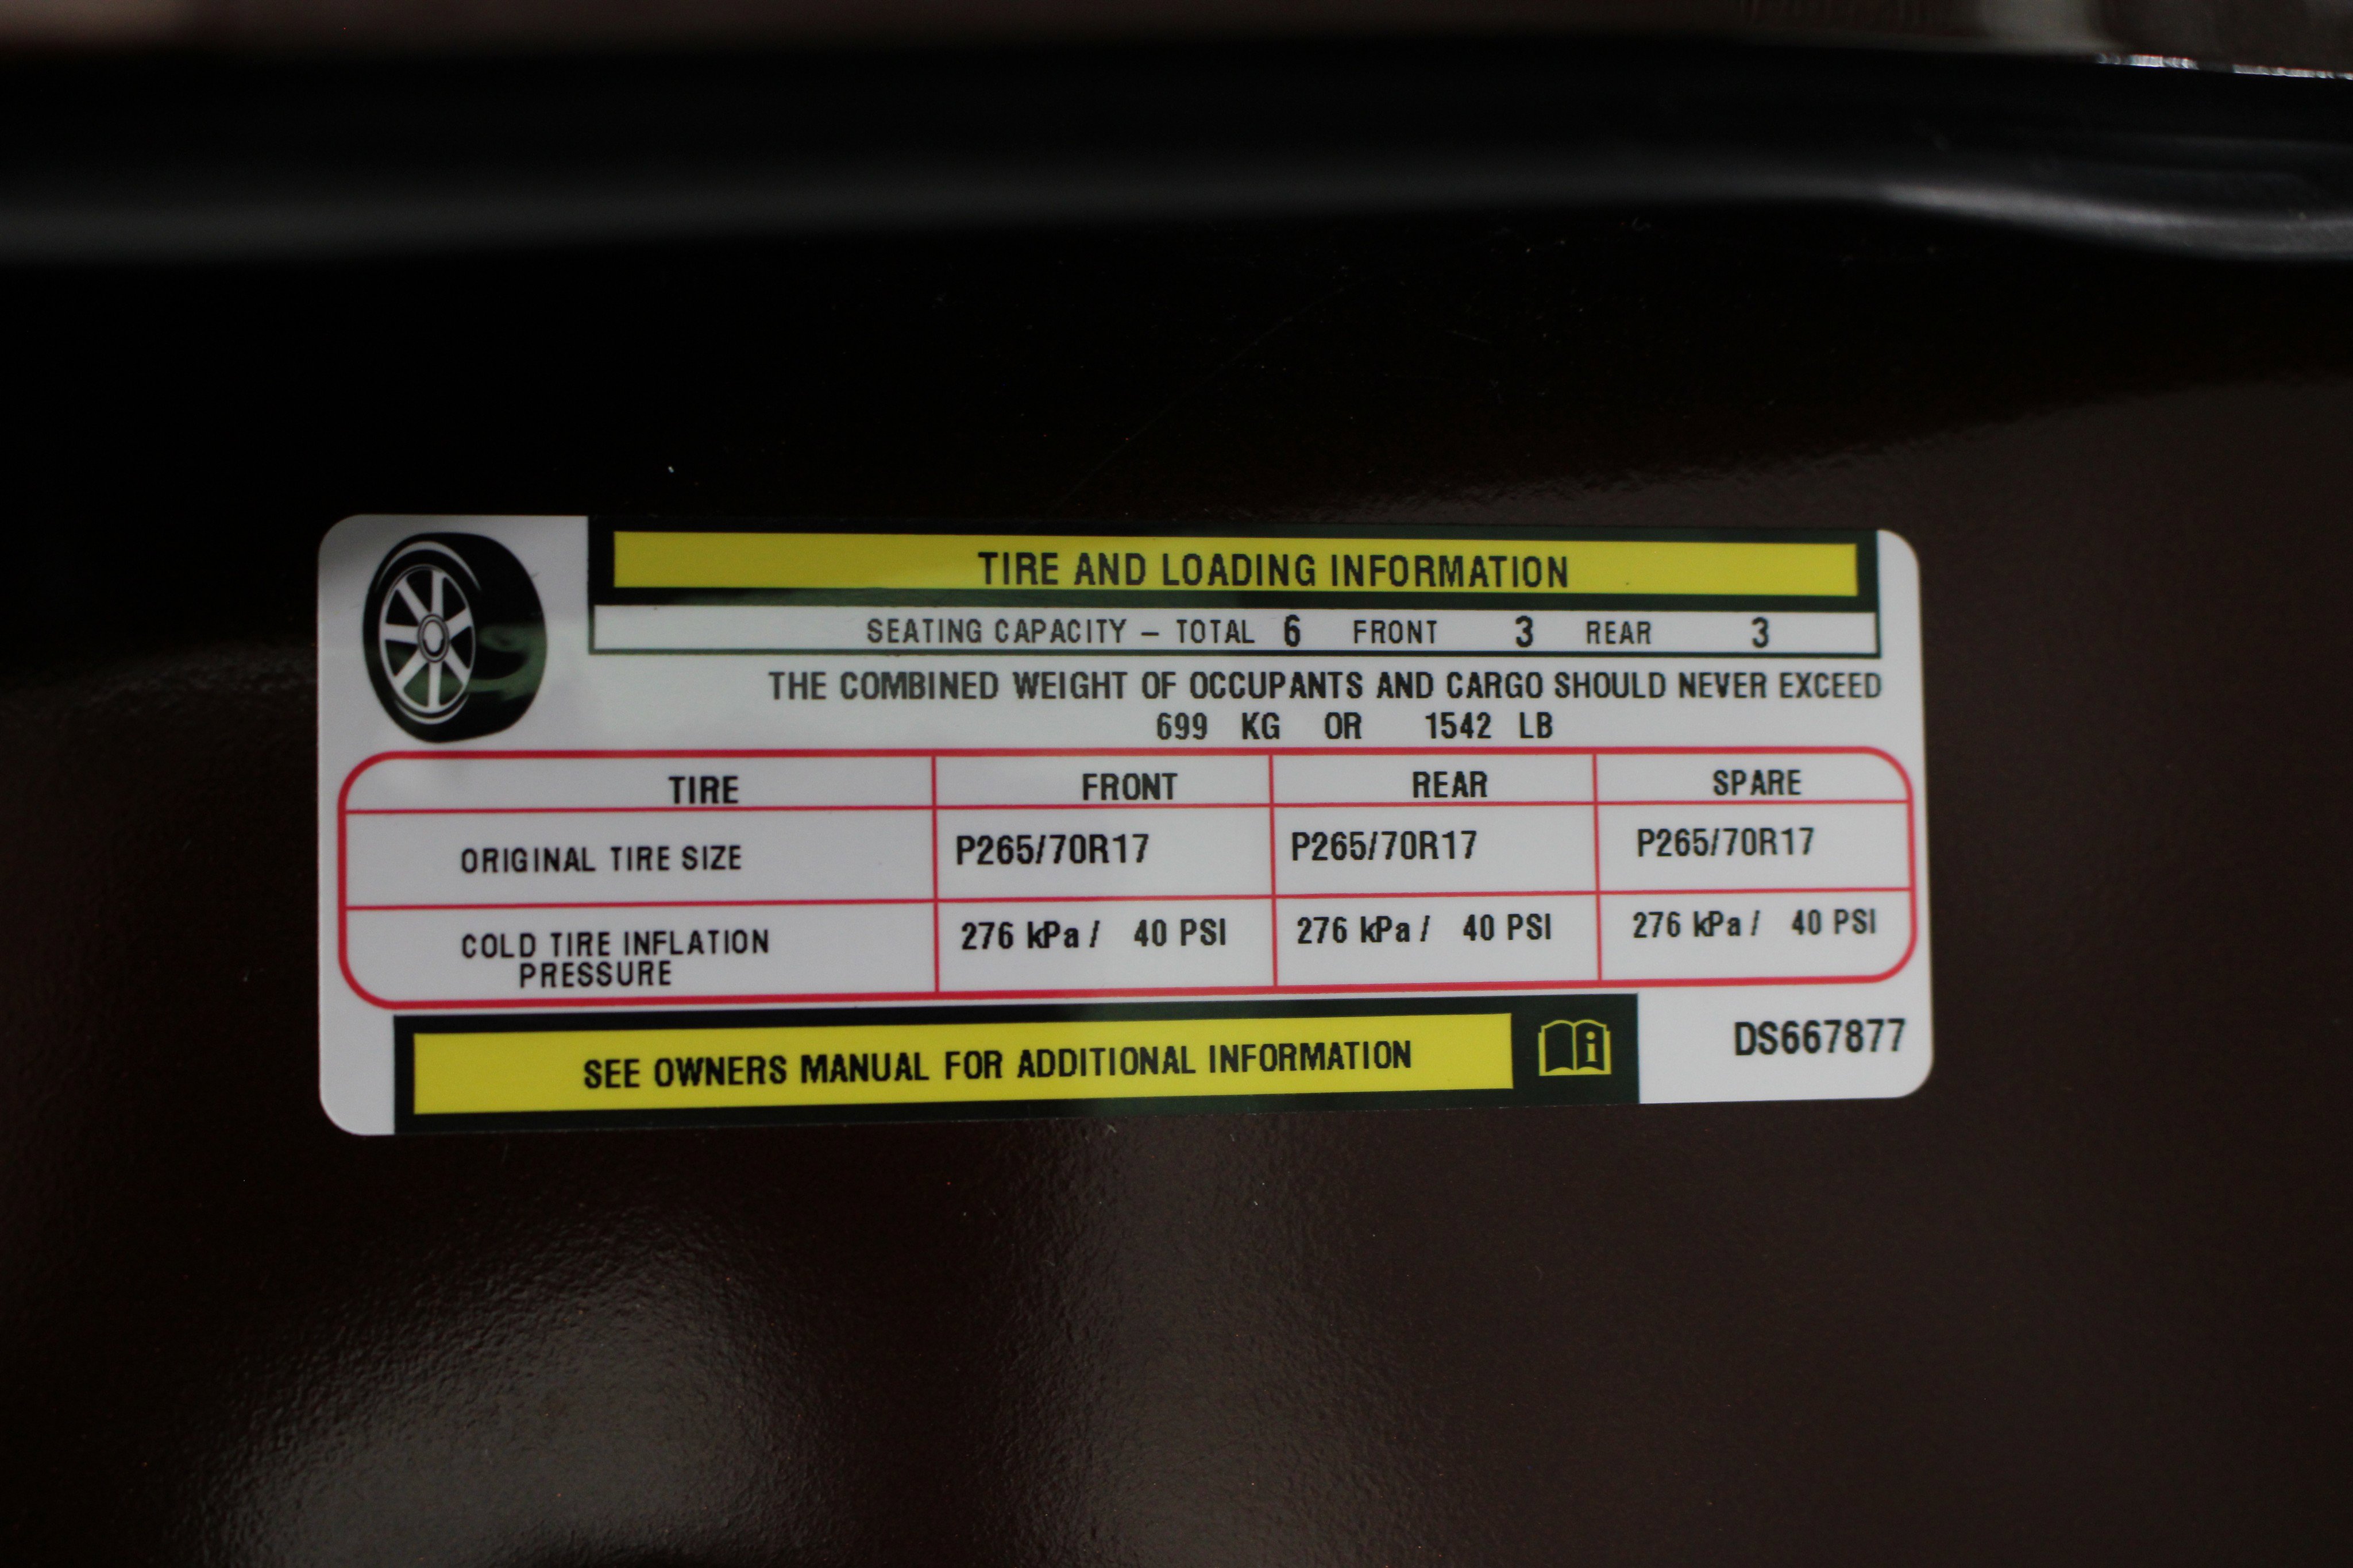 TIRE AND LOADING INFORMATION
SEATING CAPACITY – TOTAL 6 FRONT 3 REAR 3
THE COMBINED WEIGHT OF OCCUPANTS AND CARGO SHOULD NEVER EXCEED
699 KG OR 1542 LB
TIRE FRONT REAR SPARE
ORIGINAL TIRE SIZE P265/70R17 P265/70R17 P265/70R17
COLD TIRE INFLATION 276 kPa / 40 PSI 276 kPa / 40 PSI 276 kPa / 40 PSI
PRESSURE
SEE OWNERS MANUAL FOR ADDITIONAL INFORMATION i DS667877